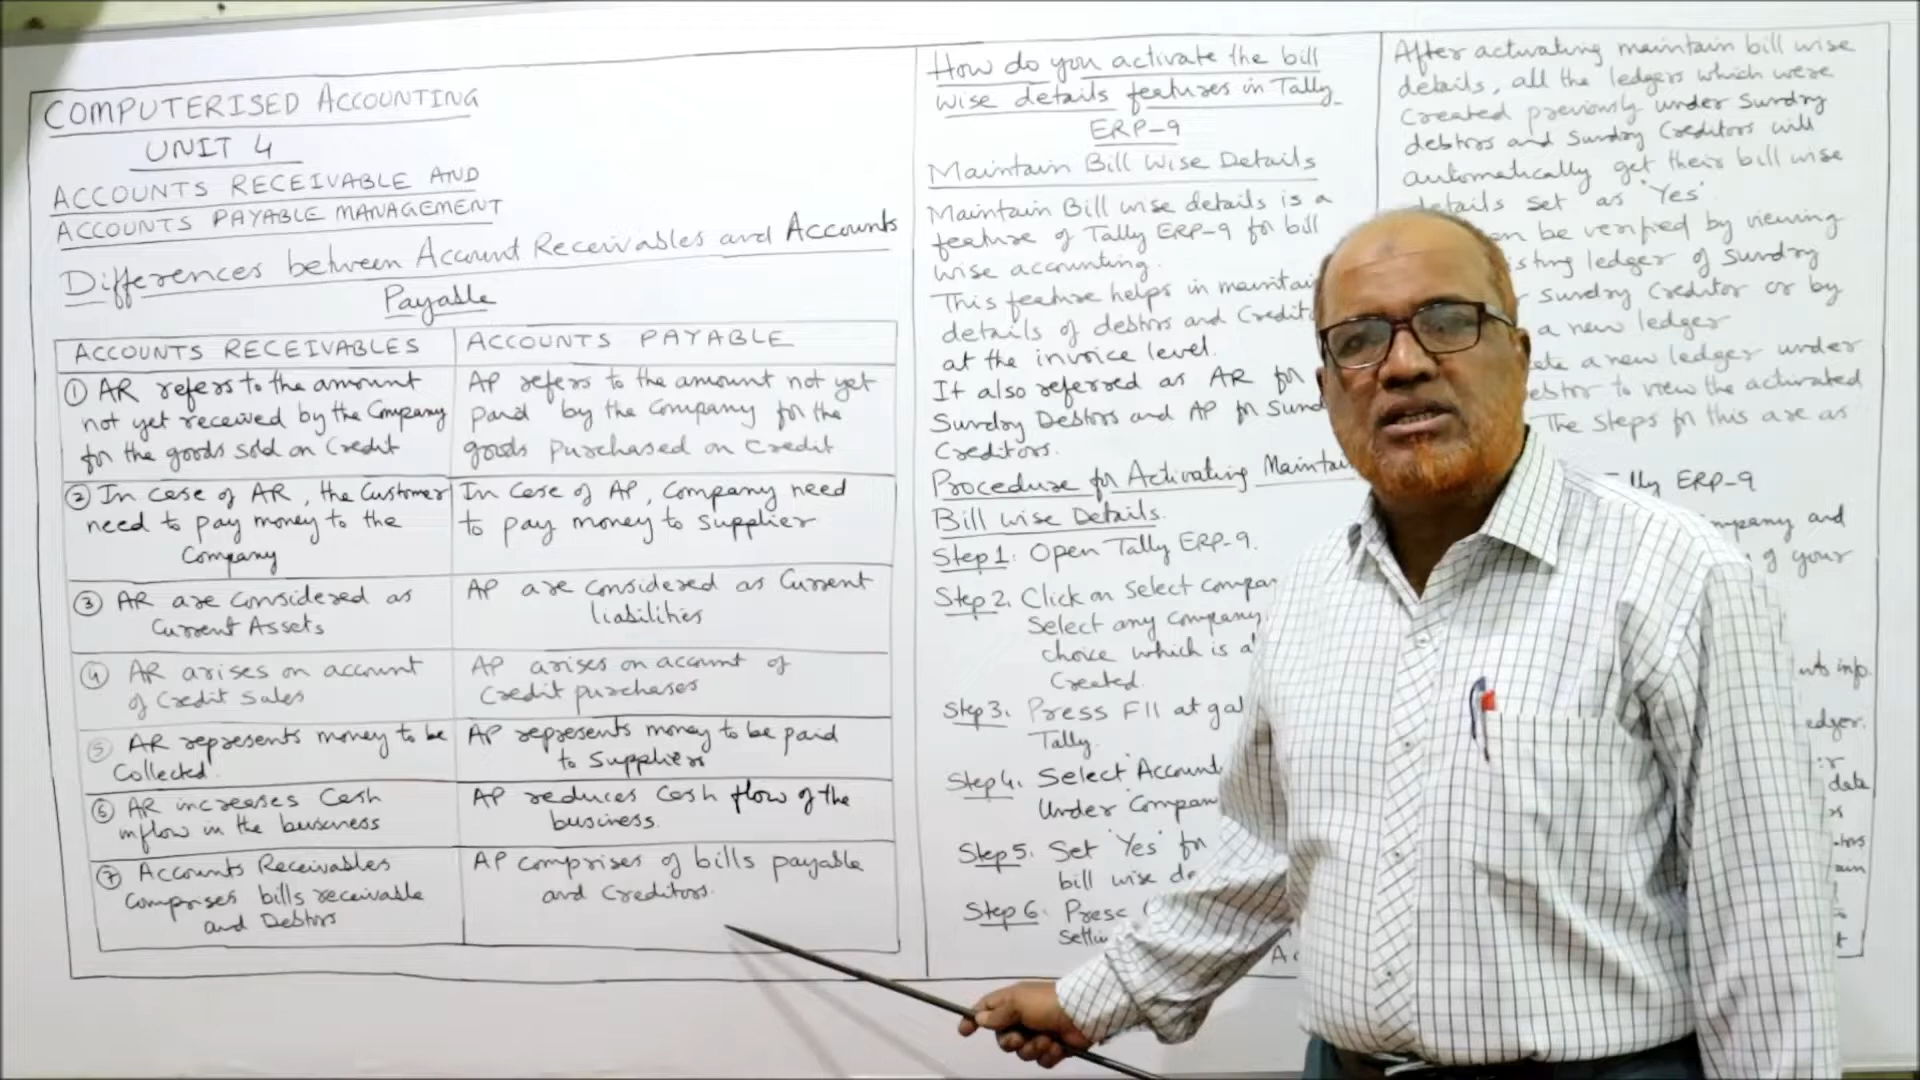 COMPUTERISED ACCOUNTING
UNIT 4
ACCOUNTS RECEIVABLE AND
ACCOUNTS PAYABLE MANAGEMENT
Differences between Account Receivables and Accounts
Payable
ACCOUNTS RECEIVABLES
① AR refers to the amount
not yet received by the Company
for the goods sold on Credit
② In Case of AR, the Customer
need to pay money to the
Company
③ AR are Considered as
Current Assets
④ AR arises on account
of Credit Sales
⑤ AR represents money to be
Collected.
⑥ AR increases Cash
inflow in the business
⑦ Accounts Receivables
Comprises bills receivable
and Debtors
ACCOUNTS PAYABLE
AP refers to the amount not yet
paid by the Company for the
goods purchased on Credit
In Case of AP, Company need
to pay money to Supplier
AP are Considered as Current
liabilities
AP arises on account of
Credit purchases
AP represents money to be paid
to Suppliers
AP reduces Cash flow of the
business.
AP comprises of bills payable
and Creditors.
How do you activate the bill
wise details features in Tally
ERP-9
Maintain Bill Wise Details
Maintain Bill wise details is a
feature of Tally ERP-9 for bill
wise accounting.
This feature helps in
details of debtors and
at the invoice level.
It also referred as AR for
Sundry Debtors and AP for
Creditors.
Procedure for Activating
Bill wise Details.
Step 1. Open Tally ERP-9.
Step 2. Click on Select
Select any company
choice which is
Created.
Step 3. Press F11 at
Tally.
Step 4. Select
Under
Step 5. Set 'Yes' for
bill wise
Step 6.
After activating maintain bill wise
details, all the ledgers which were
created previously under Sundry
debtors and Sundry Creditors will
automatically get their bill wise
details set as 'Yes'.
be verified by viewing
ledger of Sundry
Sundry Creditor or by
a new ledger
a new ledger under
to view the activated
The Steps for this are as
ERP-9
and
of your
info.
date